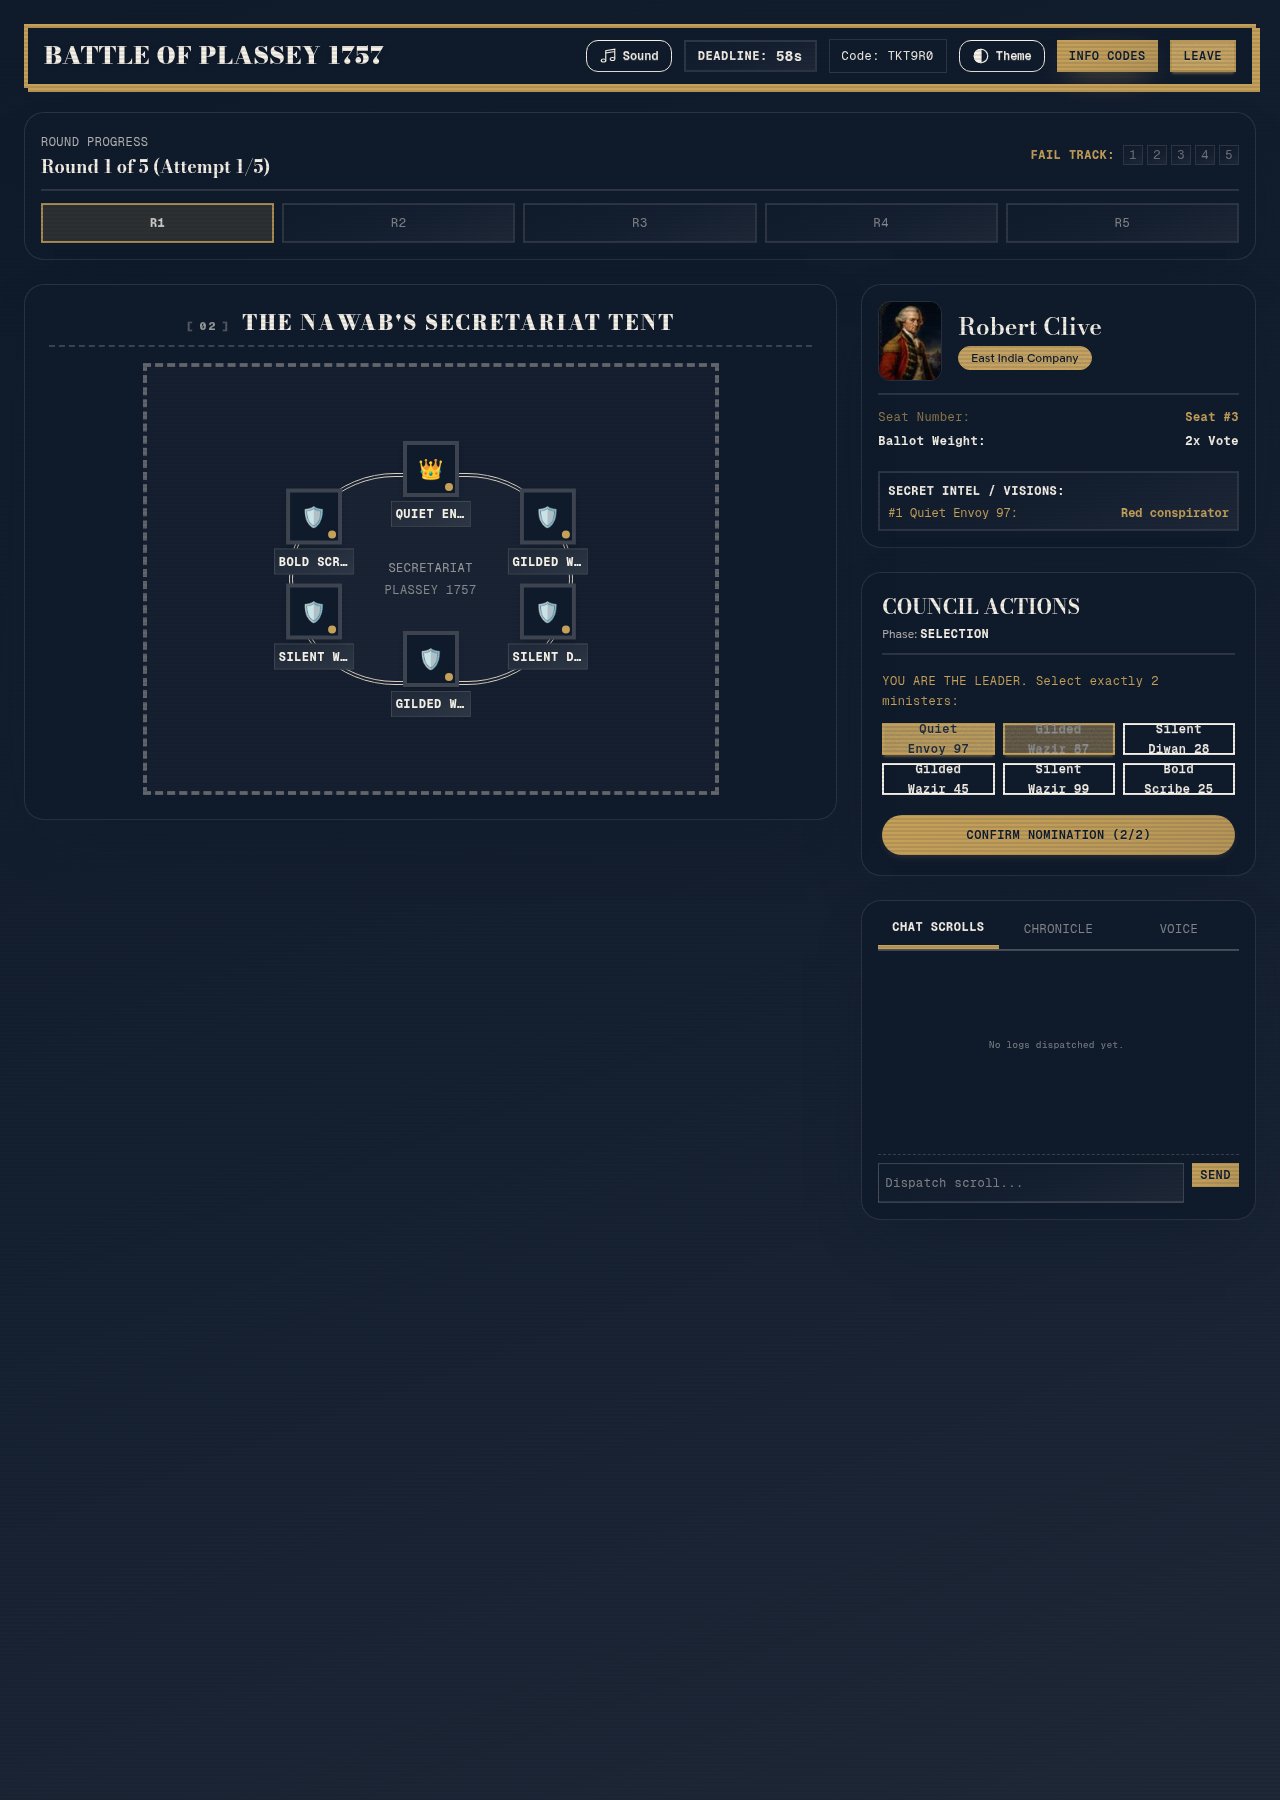 BATTLE OF PLASSEY 1757
Sound
DEADLINE: 58s
Code: TKT9R0
Theme
INFO CODES
LEAVE
ROUND PROGRESS
Round 1 of 5 (Attempt 1/5)
FAIL TRACK: 1 2 3 4 5
R1 R2 R3 R4 R5
[ 02 ] THE NAWAB'S SECRETARIAT TENT
QUIET EN…
BOLD SCR…
GILDED W…
SECRETARIAT
PLASSEY 1757
SILENT W…
SILENT D…
GILDED W…
Robert Clive
East India Company
Seat Number: Seat #3
Ballot Weight: 2x Vote
SECRET INTEL / VISIONS:
#1 Quiet Envoy 97: Red conspirator
COUNCIL ACTIONS
Phase: SELECTION
YOU ARE THE LEADER. Select exactly 2
ministers:
Quiet
Envoy 97
Gilded
Wazir 87
Silent
Diwan 28
Gilded
Wazir 45
Silent
Wazir 99
Bold
Scribe 25
CONFIRM NOMINATION (2/2)
CHAT SCROLLS
CHRONICLE
VOICE
No logs dispatched yet.
Dispatch scroll...
SEND